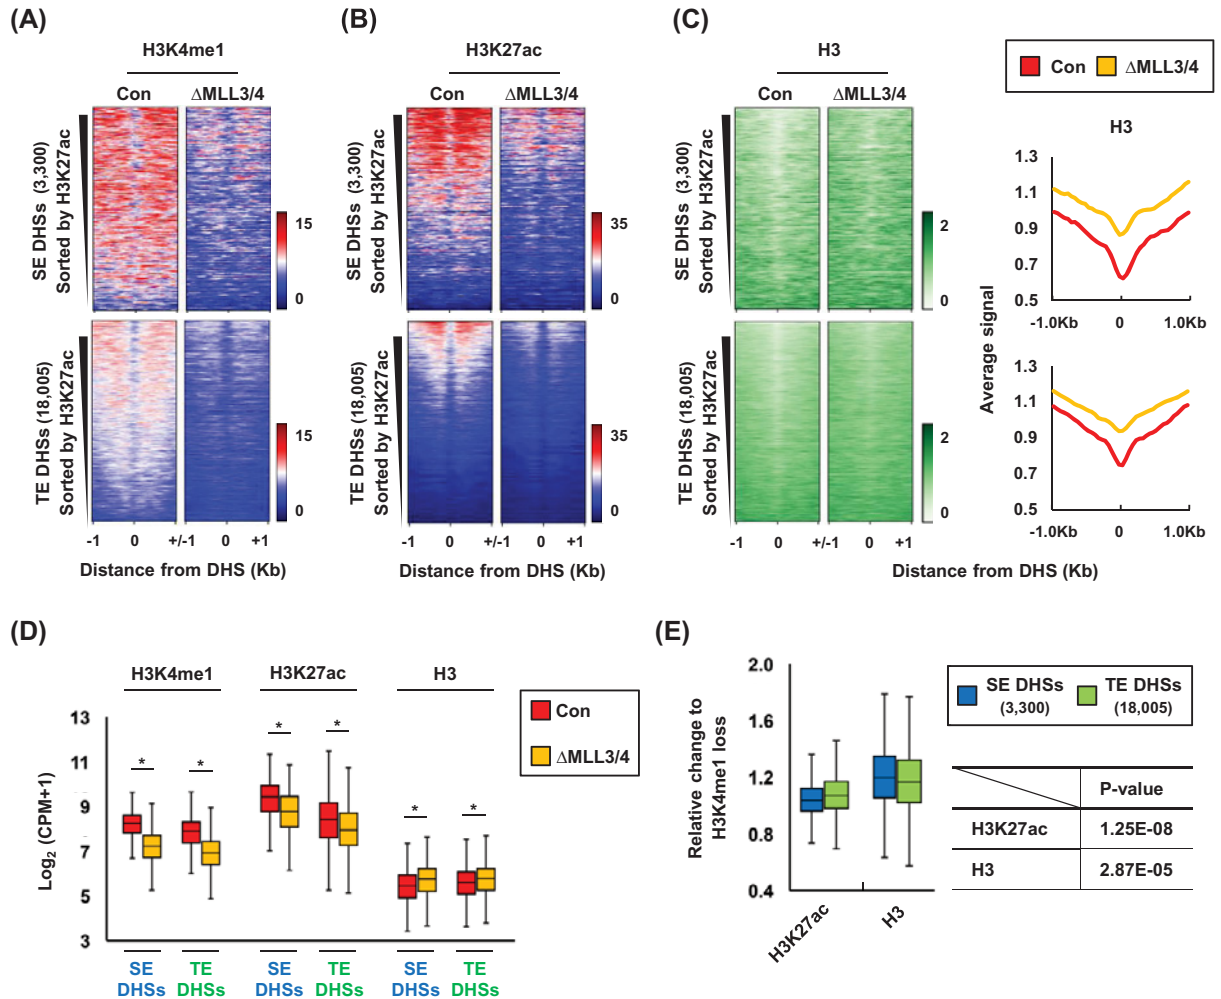 (A)
H3K4me1
Con
ΔMLL3/4
SE DHSs (3,300)
Sorted by H3K27ac
15
0
TE DHSs (18,005)
Sorted by H3K27ac
15
0
-1
0
+/-1
0
+1
Distance from DHS (Kb)
(B)
H3K27ac
Con
ΔMLL3/4
SE DHSs (3,300)
Sorted by H3K27ac
35
0
TE DHSs (18,005)
Sorted by H3K27ac
35
0
-1
0
+/-1
0
+1
Distance from DHS (Kb)
(C)
H3
Con
ΔMLL3/4
SE DHSs (3,300)
Sorted by H3K27ac
2
0
TE DHSs (18,005)
Sorted by H3K27ac
2
0
-1
0
+/-1
0
+1
Distance from DHS (Kb)
Con
ΔMLL3/4
H3
Average signal
1.3
1.1
0.9
0.7
0.5
-1.0Kb
0
1.0Kb
1.3
1.1
0.9
0.7
0.5
-1.0Kb
0
1.0Kb
(D)
H3K4me1
H3K27ac
H3
Con
ΔMLL3/4
Log2 (CPM+1)
13
11
9
7
5
3
*
*
*
*
*
*
SE
DHSs
TE
DHSs
SE
DHSs
TE
DHSs
SE
DHSs
TE
DHSs
(E)
Relative change to
H3K4me1 loss
2.0
1.6
1.2
0.8
0.4
H3K27ac
H3
SE DHSs
(3,300)
TE DHSs
(18,005)
P-value
H3K27ac
1.25E-08
H3
2.87E-05